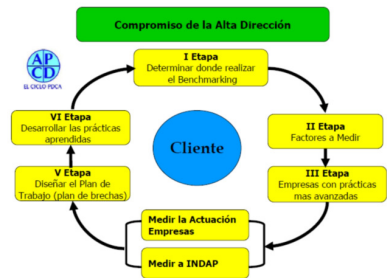 Compromiso de la Alta Dirección
I Etapa
Determinar donde realizar
el Benchmarking
A P
C D
EL CICLO PDCA
VI Etapa
Desarrollar las prácticas
aprendidas
II Etapa
Factores a Medir
Cliente
V Etapa
Diseñar el Plan de
Trabajo (plan de brechas)
III Etapa
Empresas con prácticas
mas avanzadas
Medir la Actuación
Empresas
Medir a INDAP